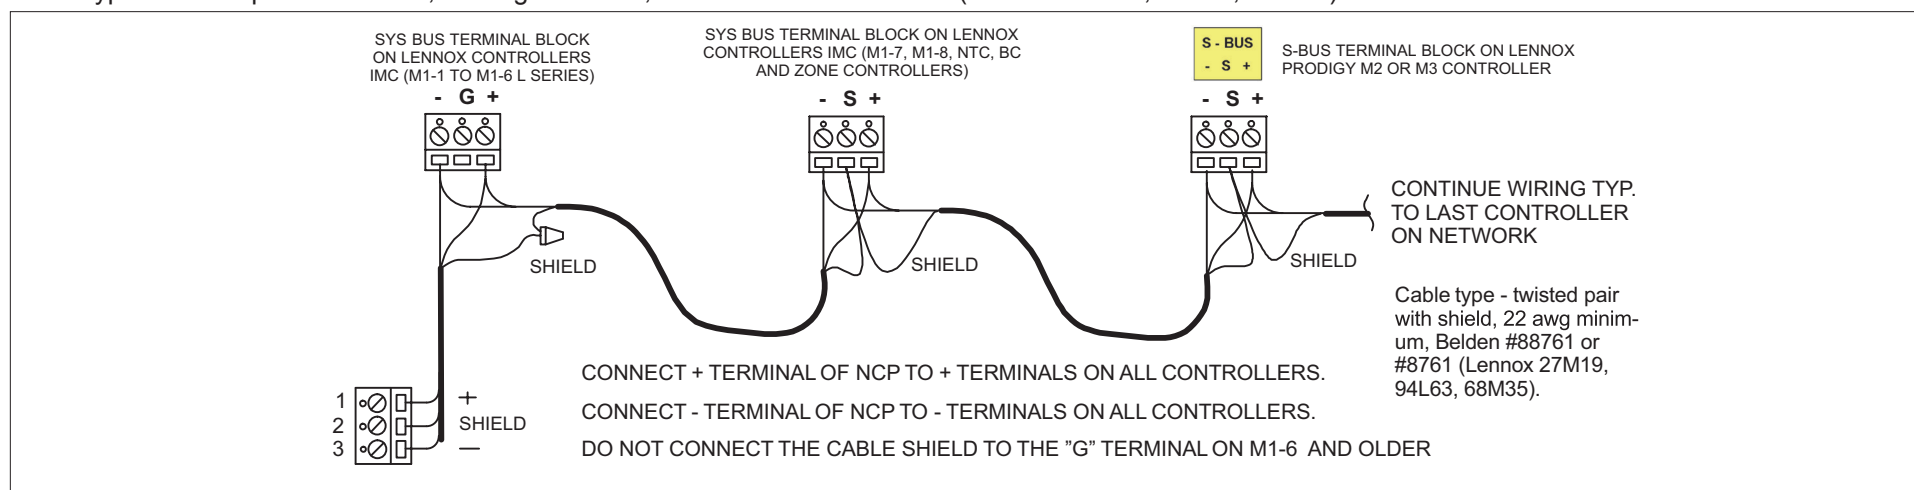 SYS BUS TERMINAL BLOCK
ON LENNOX CONTROLLERS
IMC (M1-1 TO M1-6 L SERIES)
- G +
SYS BUS TERMINAL BLOCK ON LENNOX
CONTROLLERS IMC (M1-7, M1-8, NTC, BC
AND ZONE CONTROLLERS)
- S +
S - BUS
- S +
S-BUS TERMINAL BLOCK ON LENNOX
PRODIGY M2 OR M3 CONTROLLER
- S +
SHIELD
SHIELD
SHIELD
CONTINUE WIRING TYP.
TO LAST CONTROLLER
ON NETWORK
Cable type - twisted pair
with shield, 22 awg minim-
um, Belden #88761 or
#8761 (Lennox 27M19,
94L63, 68M35).
1 +
2 SHIELD
3 —
CONNECT + TERMINAL OF NCP TO + TERMINALS ON ALL CONTROLLERS.
CONNECT - TERMINAL OF NCP TO - TERMINALS ON ALL CONTROLLERS.
DO NOT CONNECT THE CABLE SHIELD TO THE ”G” TERMINAL ON M1-6 AND OLDER